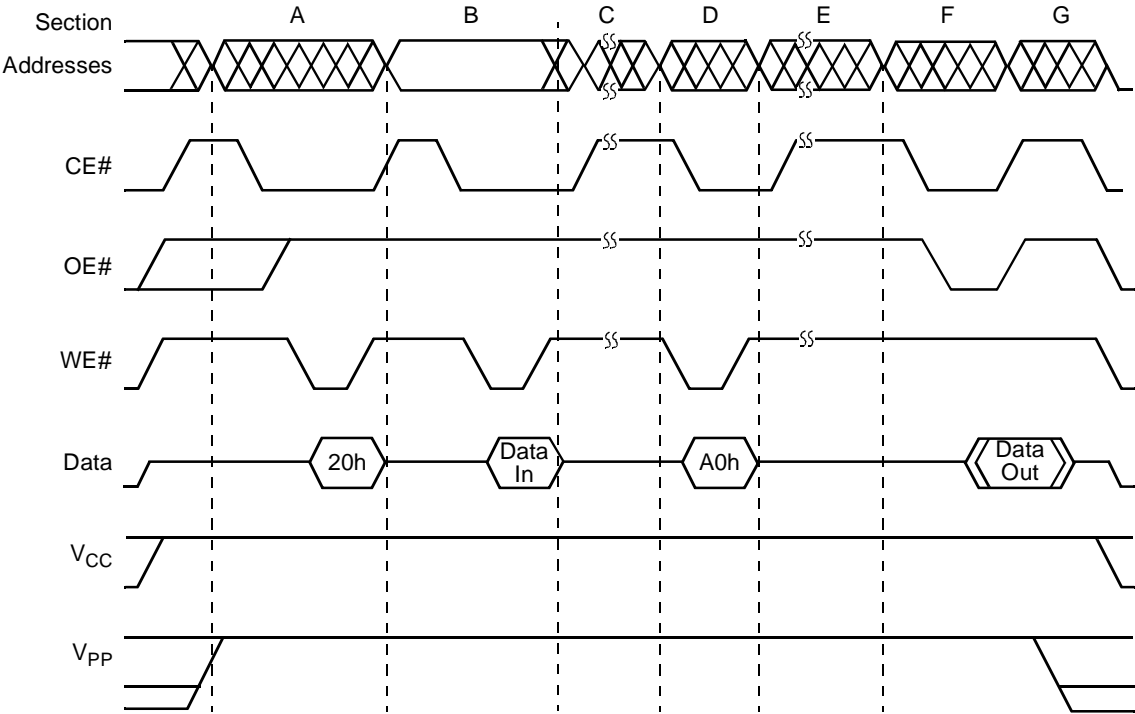 Section A B C D E F G
Addresses
CE#
OE#
WE#
Data 20h Data In A0h Data Out
VCC
VPP